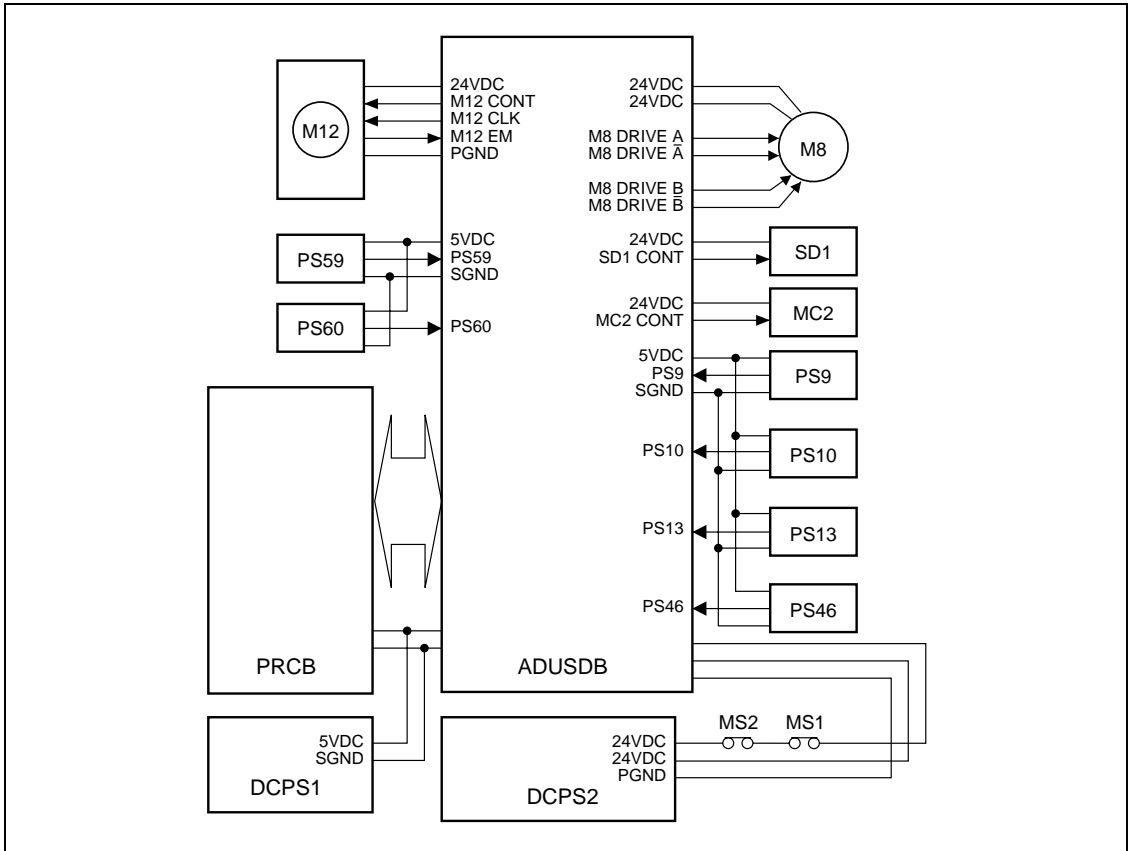 M12
24VDC
M12 CONT
M12 CLK
M12 EM
PGND
PS59
5VDC
PS59
SGND
PS60
PS60
PRCB
ADUSDB
24VDC
24VDC
M8 DRIVE A
M8 DRIVE A̅
M8 DRIVE B
M8 DRIVE B̅
M8
24VDC
SD1 CONT
SD1
24VDC
MC2 CONT
MC2
5VDC
PS9
SGND
PS9
PS10
PS10
PS13
PS13
PS46
PS46
5VDC
SGND
DCPS1
24VDC
24VDC
PGND
DCPS2
MS2
MS1